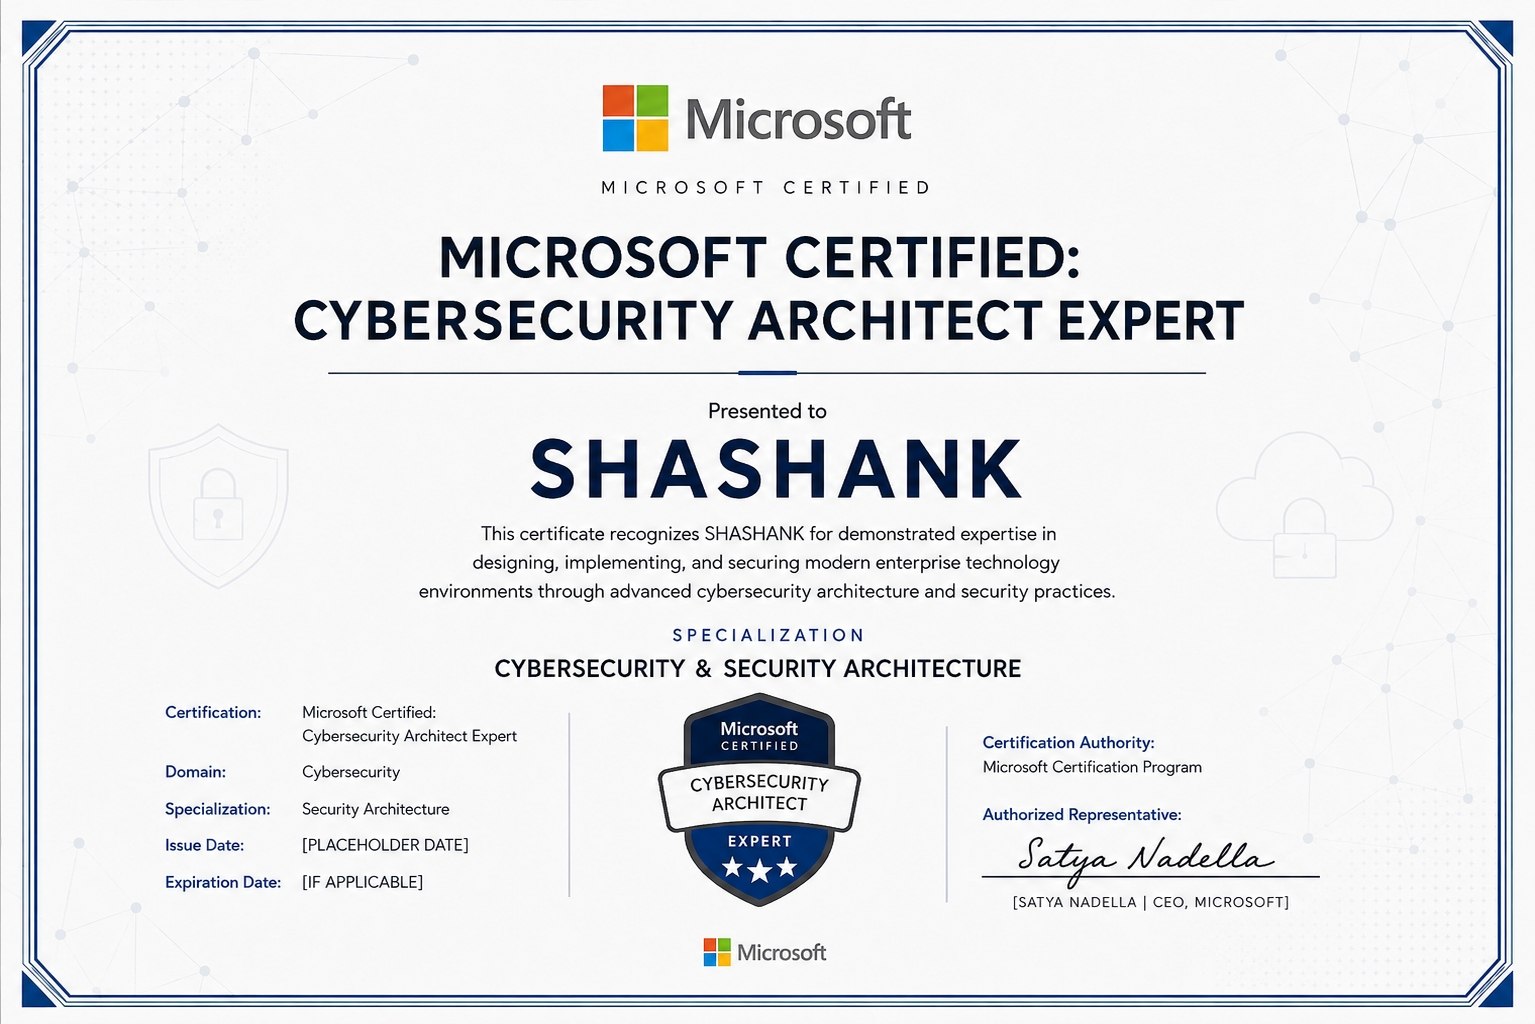 Microsoft
MICROSOFT CERTIFIED
MICROSOFT CERTIFIED:
CYBERSECURITY ARCHITECT EXPERT
Presented to
SHASHANK
This certificate recognizes SHASHANK for demonstrated expertise in
designing, implementing, and securing modern enterprise technology
environments through advanced cybersecurity architecture and security practices.
SPECIALIZATION
CYBERSECURITY & SECURITY ARCHITECTURE
Certification: Microsoft Certified:
Cybersecurity Architect Expert
Domain: Cybersecurity
Specialization: Security Architecture
Issue Date: [PLACEHOLDER DATE]
Expiration Date: [IF APPLICABLE]
Microsoft
CERTIFIED
CYBERSECURITY
ARCHITECT
EXPERT
Certification Authority:
Microsoft Certification Program
Authorized Representative:
Satya Nadella
[SATYA NADELLA | CEO, MICROSOFT]
Microsoft